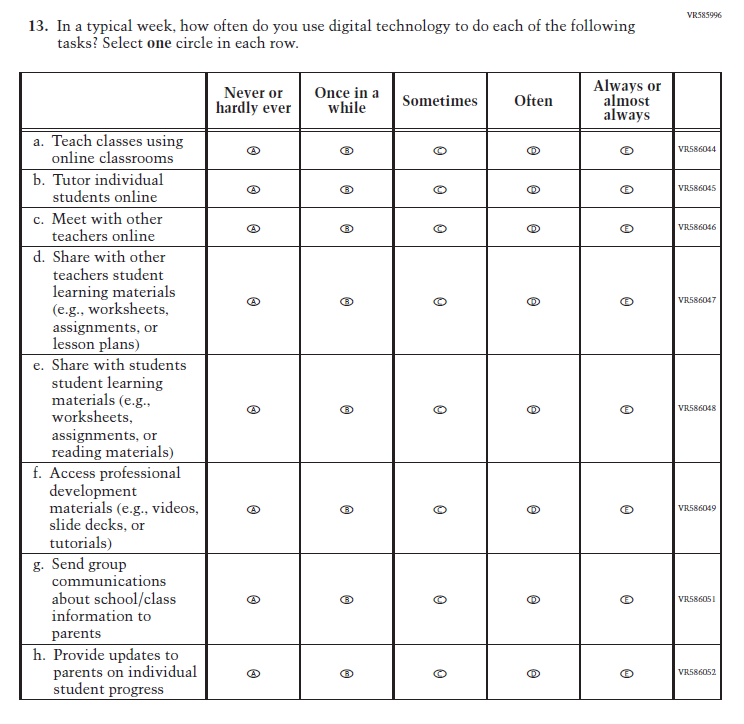 VR585996
13. In a typical week, how often do you use digital technology to do each of the following
tasks? Select one circle in each row.
Never or
hardly ever
Once in a
while
Sometimes
Often
Always or
almost
always
a. Teach classes using
online classrooms
A B C D E VR586044
b. Tutor individual
students online
A B C D E VR586045
c. Meet with other
teachers online
A B C D E VR586046
d. Share with other
teachers student
learning materials
(e.g., worksheets,
assignments, or
lesson plans)
A B C D E VR586047
e. Share with students
student learning
materials (e.g.,
worksheets,
assignments, or
reading materials)
A B C D E VR586048
f. Access professional
development
materials (e.g., videos,
slide decks, or
tutorials)
A B C D E VR586049
g. Send group
communications
about school/class
information to
parents
A B C D E VR586051
h. Provide updates to
parents on individual
student progress
A B C D E VR586052